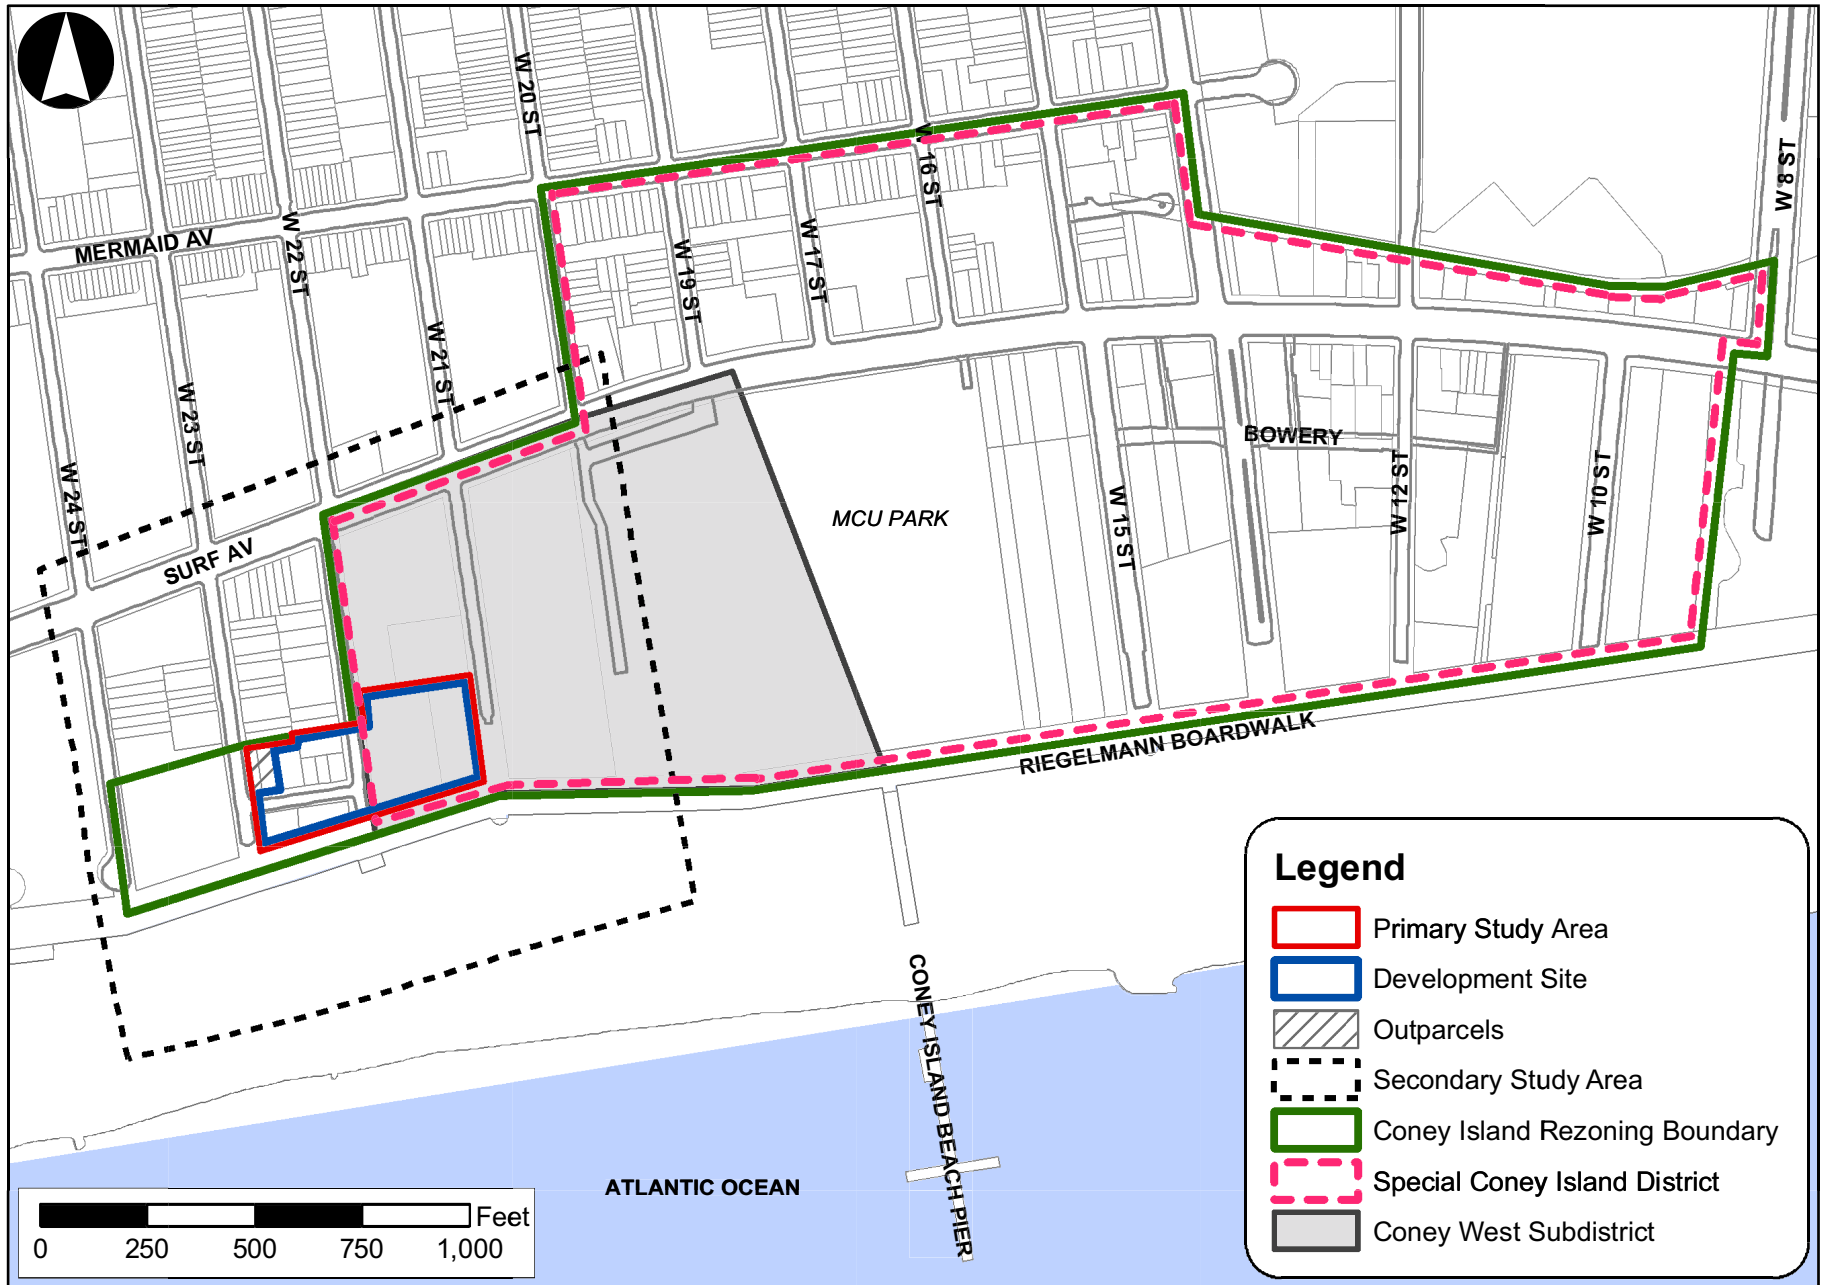 W 20 ST
W 16 ST
W 8 ST
MERMAID AV
W 22 ST
W 19 ST
W 17 ST
W 21 ST
W 23 ST
W 24 ST
BOWERY
MCU PARK
W 15 ST
W 12 ST
W 10 ST
SURF AV
RIEGELMANN BOARDWALK
CONEY ISLAND BEACH PIER
ATLANTIC OCEAN
Legend
Primary Study Area
Development Site
Outparcels
Secondary Study Area
Coney Island Rezoning Boundary
Special Coney Island District
Coney West Subdistrict
Feet
0 250 500 750 1,000